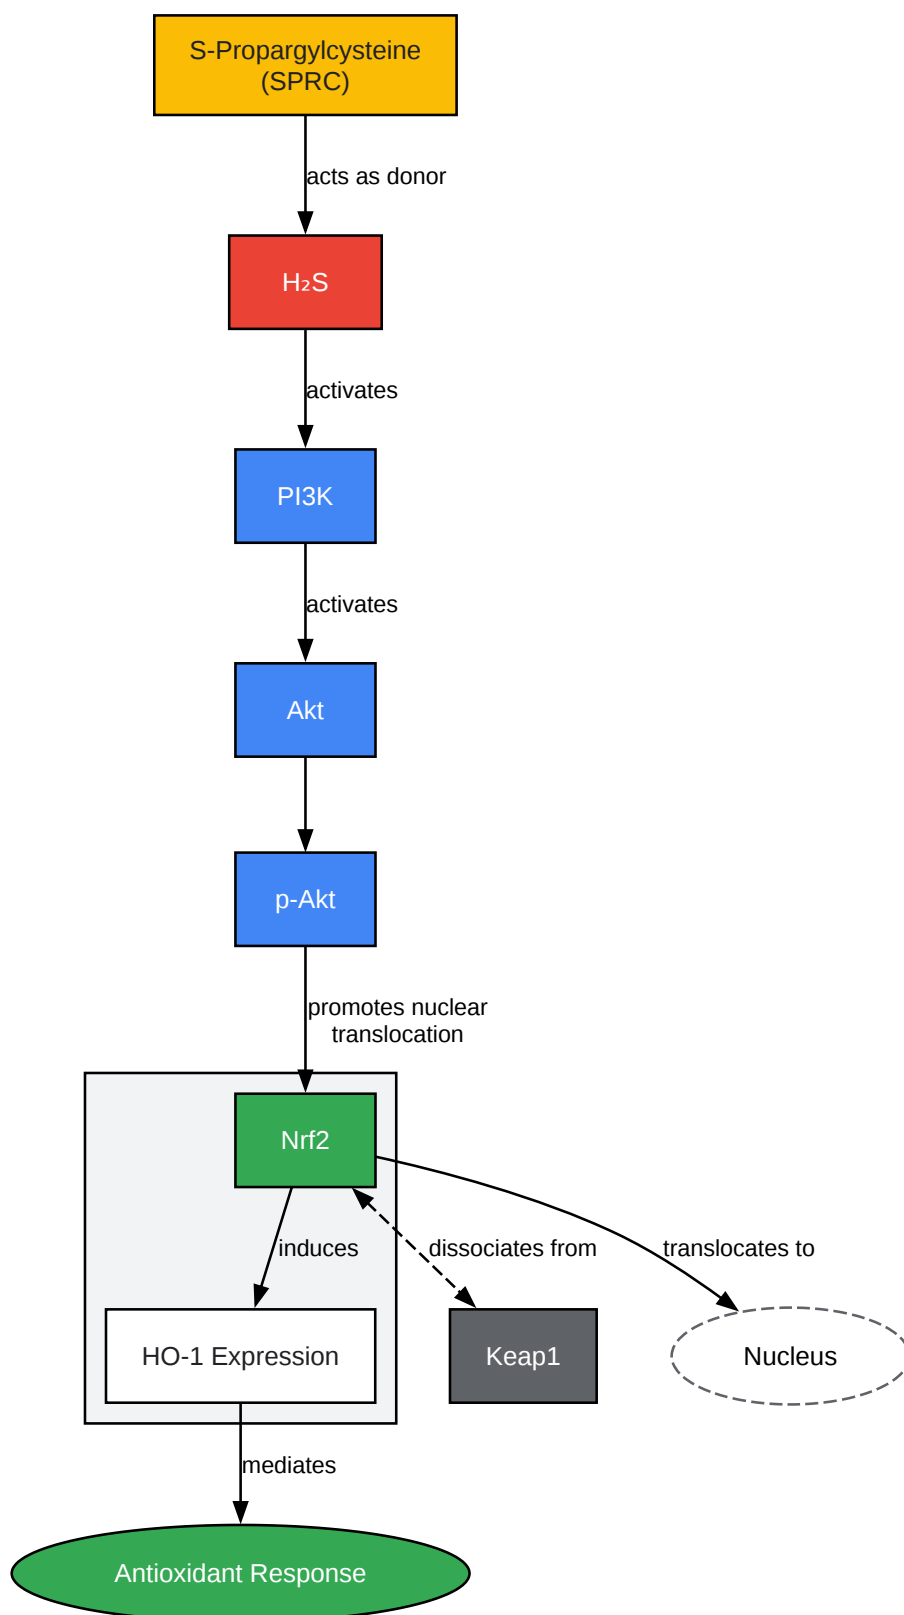 S-Propargylcysteine
(SPRC)
acts as donor
H₂S
activates
PI3K
activates
Akt
p-Akt
promotes nuclear
translocation
Nrf2
induces
dissociates from
translocates to
HO-1 Expression
Keap1
Nucleus
mediates
Antioxidant Response